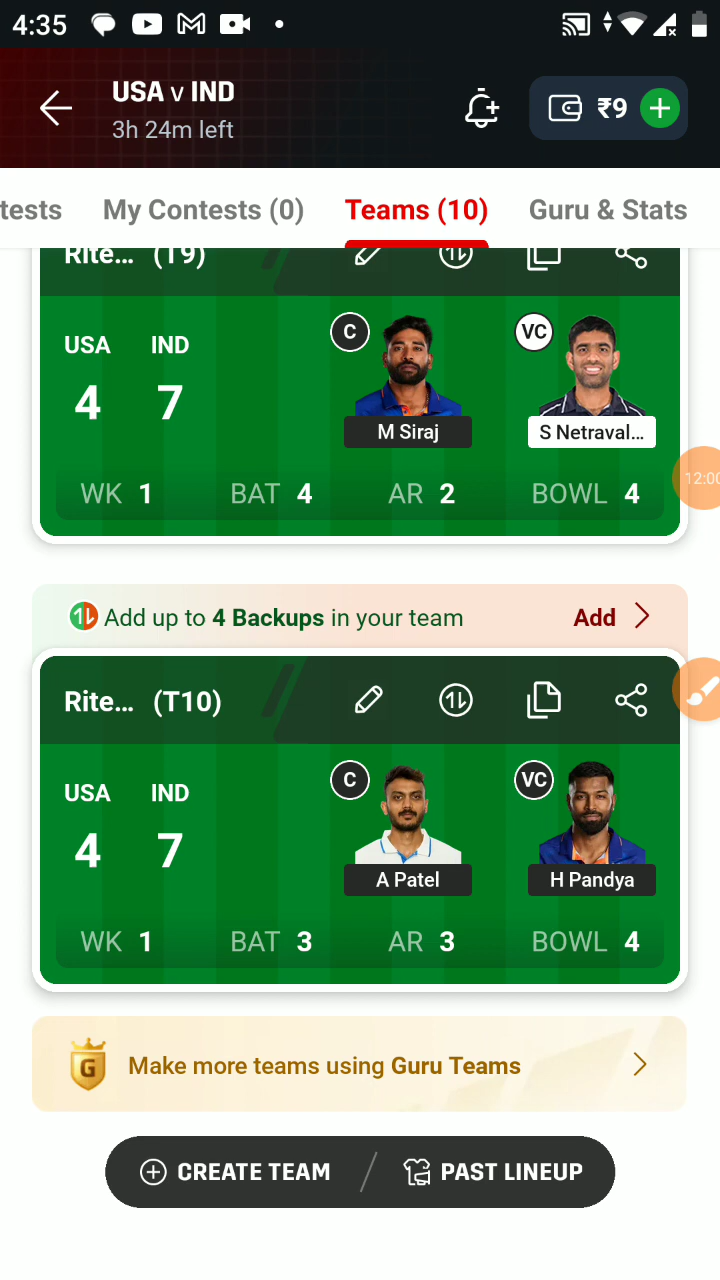 4:35
USA v IND
3h 24m left
₹9
tests My Contests (0) Teams (10) Guru & Stats
Rite... (T9)
C VC
USA IND
4 7
M Siraj S Netraval...
WK 1 BAT 4 AR 2 BOWL 4
12:00
Add up to 4 Backups in your team Add
Rite... (T10)
C VC
USA IND
4 7
A Patel H Pandya
WK 1 BAT 3 AR 3 BOWL 4
G Make more teams using Guru Teams
CREATE TEAM / PAST LINEUP